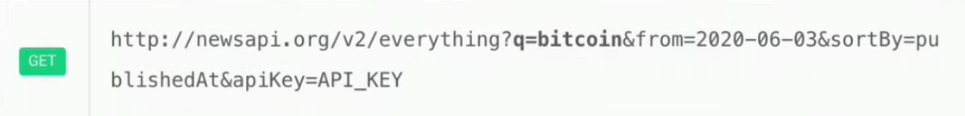 GET
http://newsapi.org/v2/everything?q=bitcoin&from=2020-06-03&sortBy=pu
blishedAt&apiKey=API_KEY